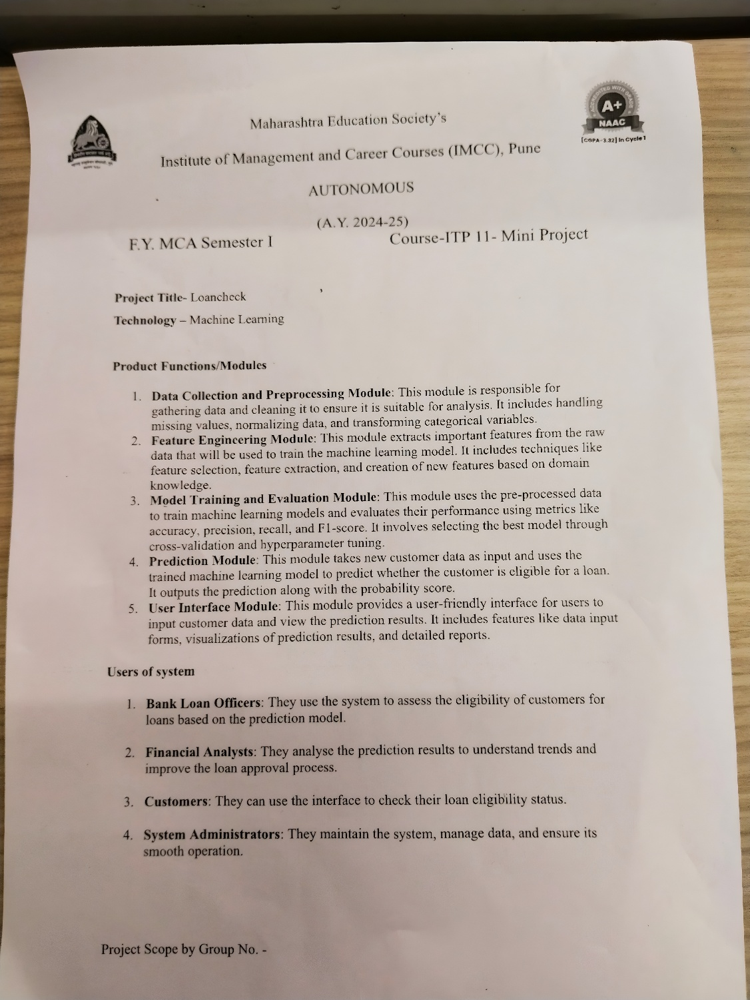 Maharashtra Education Society's
ACCREDITED WITH GRADE
A+
NAAC
[CGPA-3.32] In Cycle 1
Institute of Management and Career Courses (IMCC), Pune
AUTONOMOUS
(A.Y. 2024-25)
F.Y. MCA Semester I
Course-ITP 11- Mini Project
Project Title- Loancheck
Technology – Machine Learning
Product Functions/Modules
1. Data Collection and Preprocessing Module: This module is responsible for
gathering data and cleaning it to ensure it is suitable for analysis. It includes handling
missing values, normalizing data, and transforming categorical variables.
2. Feature Engineering Module: This module extracts important features from the raw
data that will be used to train the machine learning model. It includes techniques like
feature selection, feature extraction, and creation of new features based on domain
knowledge.
3. Model Training and Evaluation Module: This module uses the pre-processed data
to train machine learning models and evaluates their performance using metrics like
accuracy, precision, recall, and F1-score. It involves selecting the best model through
cross-validation and hyperparameter tuning.
4. Prediction Module: This module takes new customer data as input and uses the
trained machine learning model to predict whether the customer is eligible for a loan.
It outputs the prediction along with the probability score.
5. User Interface Module: This module provides a user-friendly interface for users to
input customer data and view the prediction results. It includes features like data input
forms, visualizations of prediction results, and detailed reports.
Users of system
1. Bank Loan Officers: They use the system to assess the eligibility of customers for
loans based on the prediction model.
2. Financial Analysts: They analyse the prediction results to understand trends and
improve the loan approval process.
3. Customers: They can use the interface to check their loan eligibility status.
4. System Administrators: They maintain the system, manage data, and ensure its
smooth operation.
Project Scope by Group No. -